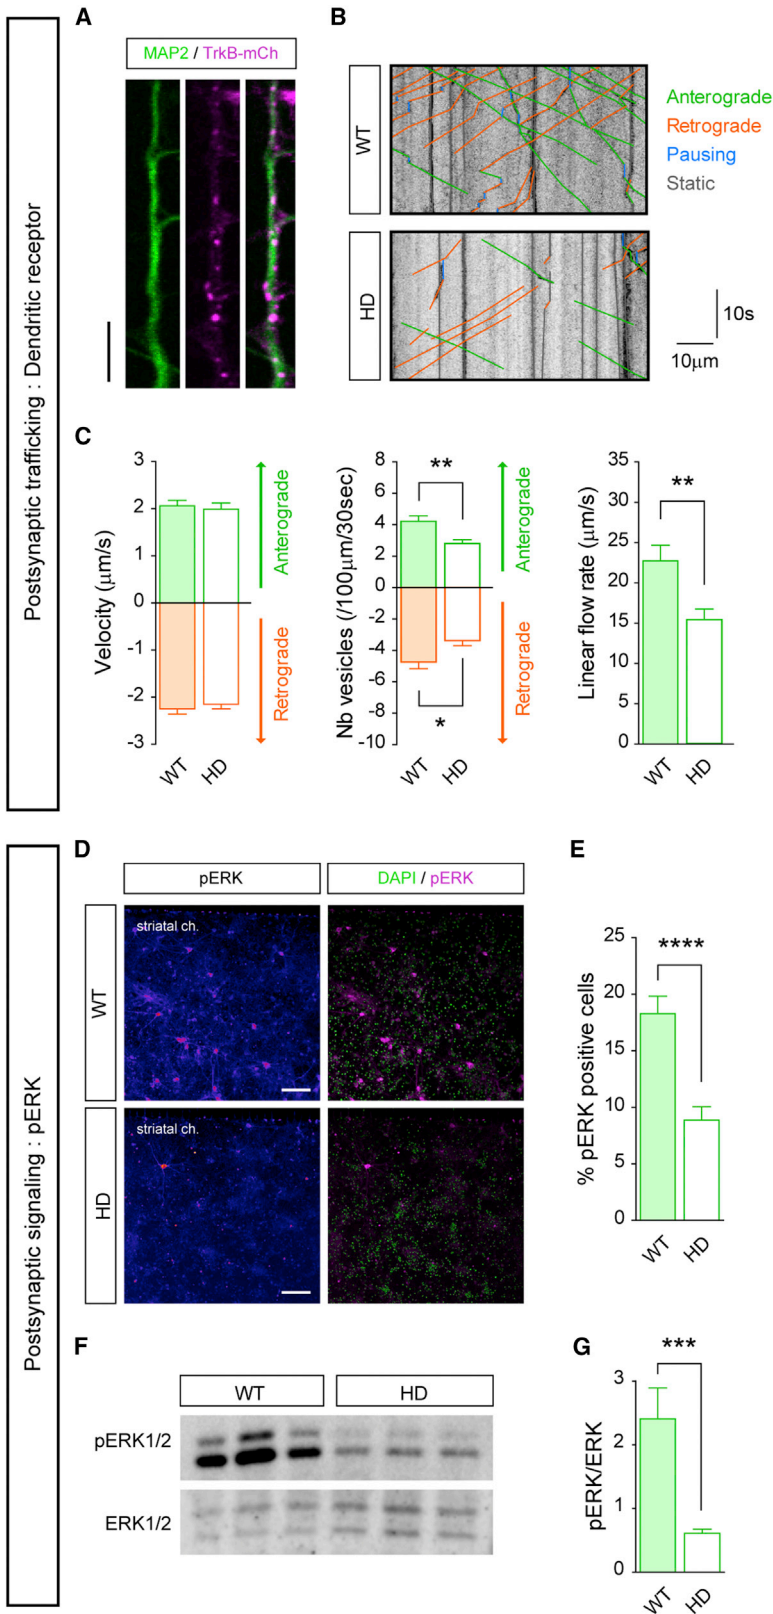 Postsynaptic trafficking : Dendritic receptor
A
MAP2 / TrkB-mCh
B
WT
HD
Anterograde
Retrograde
Pausing
Static
10s
10μm
C
Velocity (μm/s)
3
2
1
0
-1
-2
-3
WT
HD
Anterograde
Retrograde
Nb vesicles (/100μm/30sec)
8
6
4
2
0
-2
-4
-6
-8
-10
**
*
WT
HD
Anterograde
Retrograde
Linear flow rate (μm/s)
35
30
25
20
15
10
5
0
**
WT
HD
Postsynaptic signaling : pERK
D
pERK
DAPI / pERK
WT
striatal ch.
HD
striatal ch.
E
% pERK positive cells
25
20
15
10
5
0
****
WT
HD
F
WT
HD
pERK1/2
ERK1/2
G
pERK/ERK
3
2
1
0
***
WT
HD